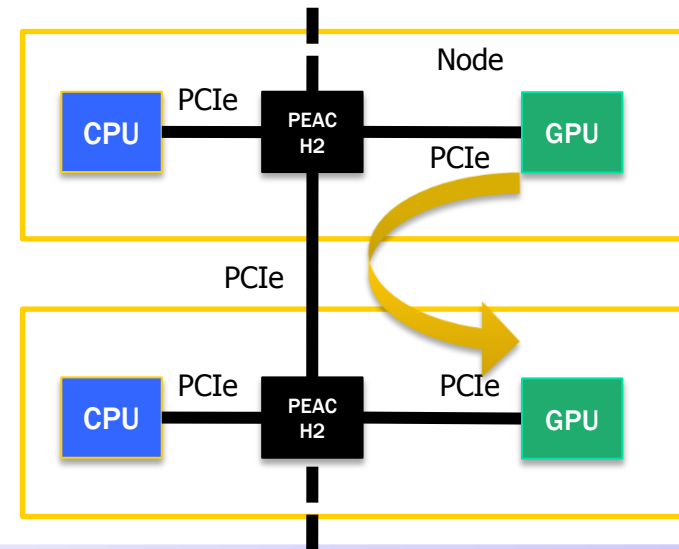 Node
PCIe
CPU
PEAC
H2
GPU
PCIe
PCIe
PCIe
PCIe
CPU
PEAC
H2
GPU